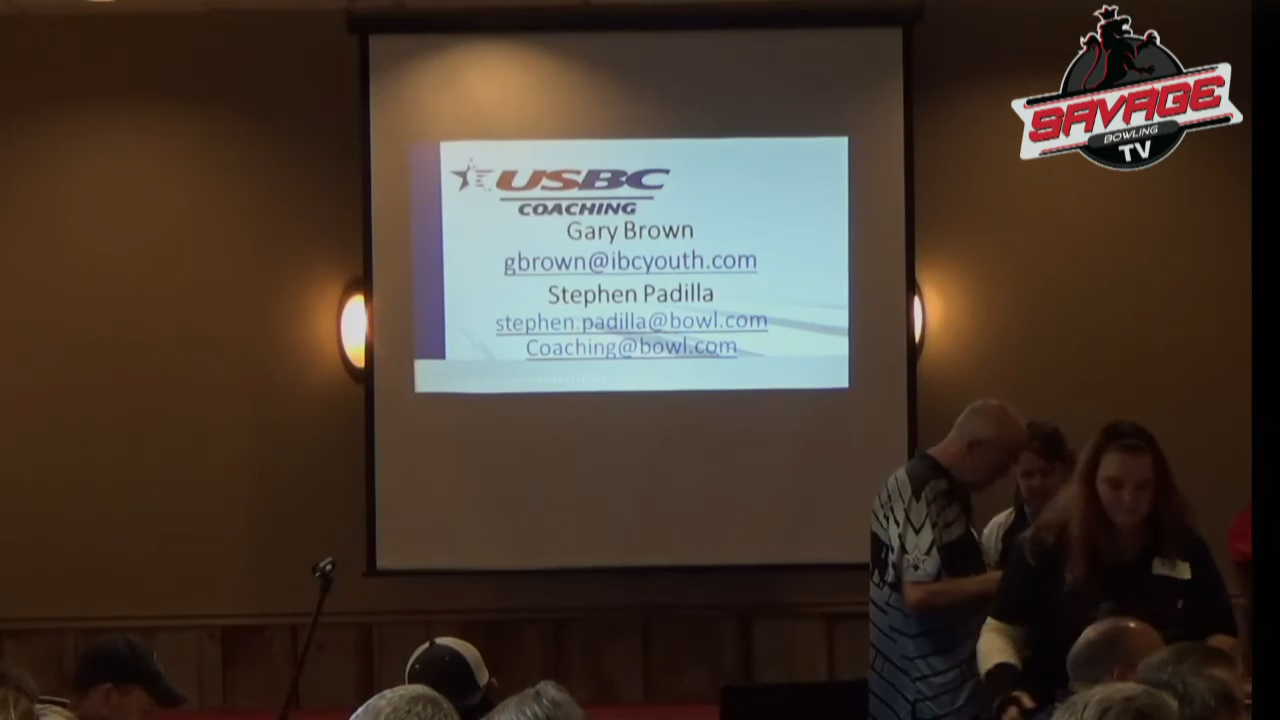 USBC
COACHING
Gary Brown
gbrown@ibcyouth.com
Stephen Padilla
stephen.padilla@bowl.com
Coaching@bowl.com
SAVAGE
BOWLING
TV